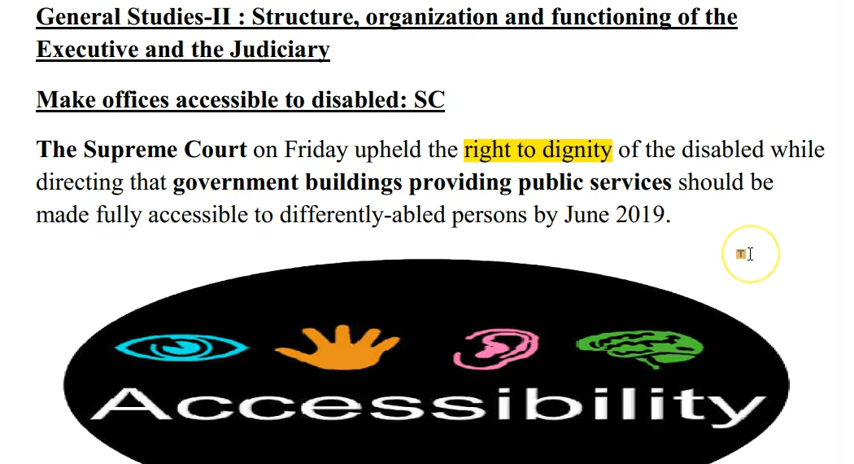 General Studies-II : Structure, organization and functioning of the
Executive and the Judiciary
Make offices accessible to disabled: SC
The Supreme Court on Friday upheld the right to dignity of the disabled while
directing that government buildings providing public services should be
made fully accessible to differently-abled persons by June 2019.
T
Accessibility